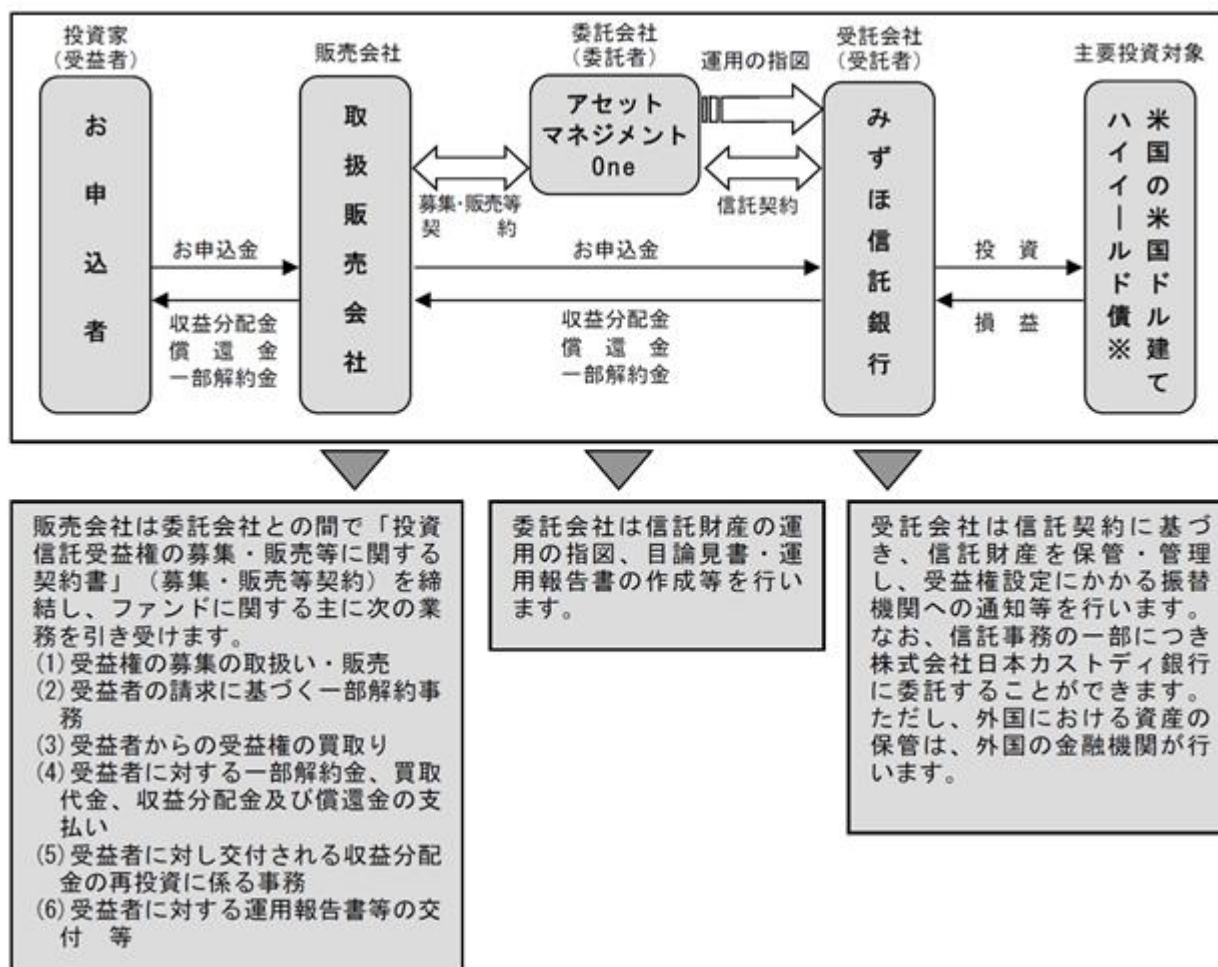 投資家
（受益者）
お申込者
販売会社
取扱販売会社
委託会社
（委託者）
アセット
マネジメント
One
運用の指図
受託会社
（受託者）
みずほ信託銀行
主要投資対象
米国の米国ドル建て
ハイイールド債※
募集・販売等
契約
信託契約
お申込金
収益分配金
償還金
一部解約金
お申込金
収益分配金
償還金
一部解約金
投資
損益
販売会社は委託会社との間で「投資
信託受益権の募集・販売等に関する
契約書」（募集・販売等契約）を締
結し、ファンドに関する主に次の業
務を引き受けます。
(1)受益権の募集の取扱い・販売
(2)受益者の請求に基づく一部解約事
務
(3)受益者からの受益権の買取り
(4)受益者に対する一部解約金、買取
代金、収益分配金及び償還金の支
払い
(5)受益者に対し交付される収益分配
金の再投資に係る事務
(6)受益者に対する運用報告書等の交
付　等
委託会社は信託財産の運
用の指図、目論見書・運
用報告書の作成等を行い
ます。
受託会社は信託契約に基づ
き、信託財産を保管・管理
し、受益権設定にかかる振替
機関への通知等を行います。
なお、信託事務の一部につき
株式会社日本カストディ銀行
に委託することができます。
ただし、外国における資産の
保管は、外国の金融機関が行
います。